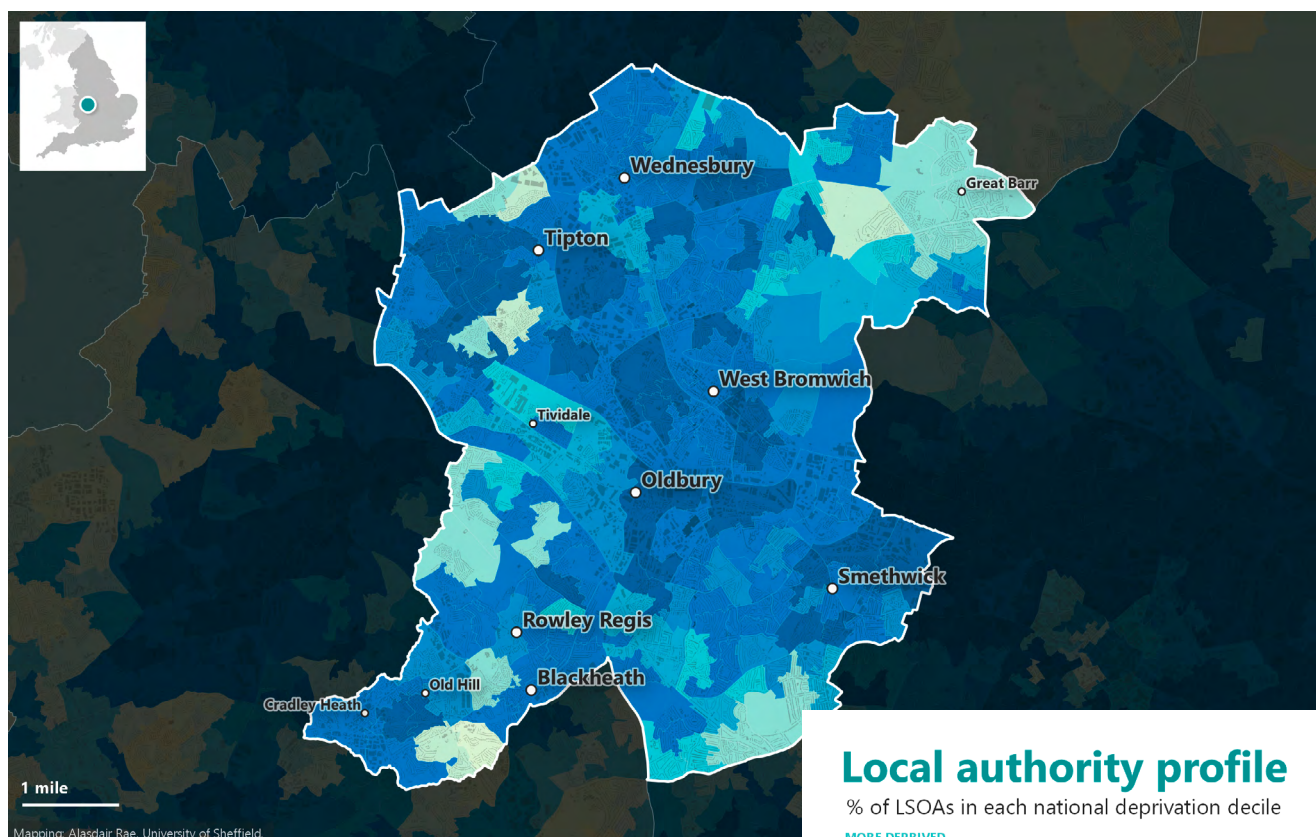 Wednesbury
Great Barr
Tipton
West Bromwich
Tividale
Oldbury
Smethwick
Rowley Regis
Blackheath
Old Hill
Cradley Heath
1 mile
Mapping: Alasdair Rae, University of Sheffield.
Local authority profile
% of LSOAs in each national deprivation decile
MORE DEPRIVED